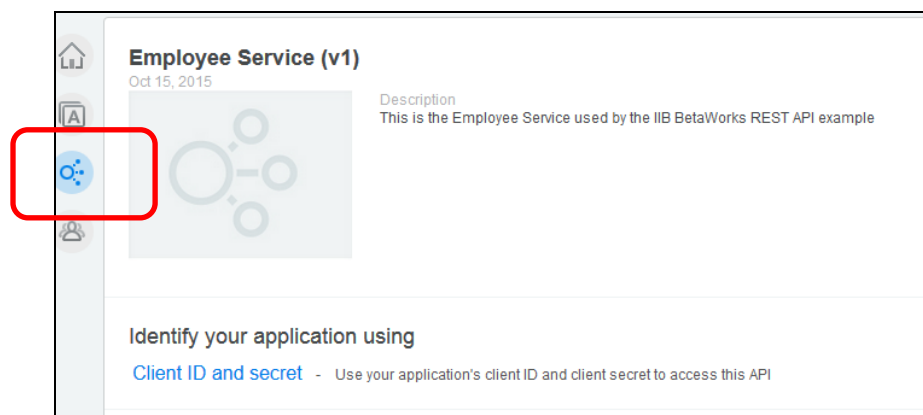 Employee Service (v1)
Oct 15, 2015
Description
This is the Employee Service used by the IIB BetaWorks REST API example
A
Identify your application using
Client ID and secret - Use your application's client ID and client secret to access this API